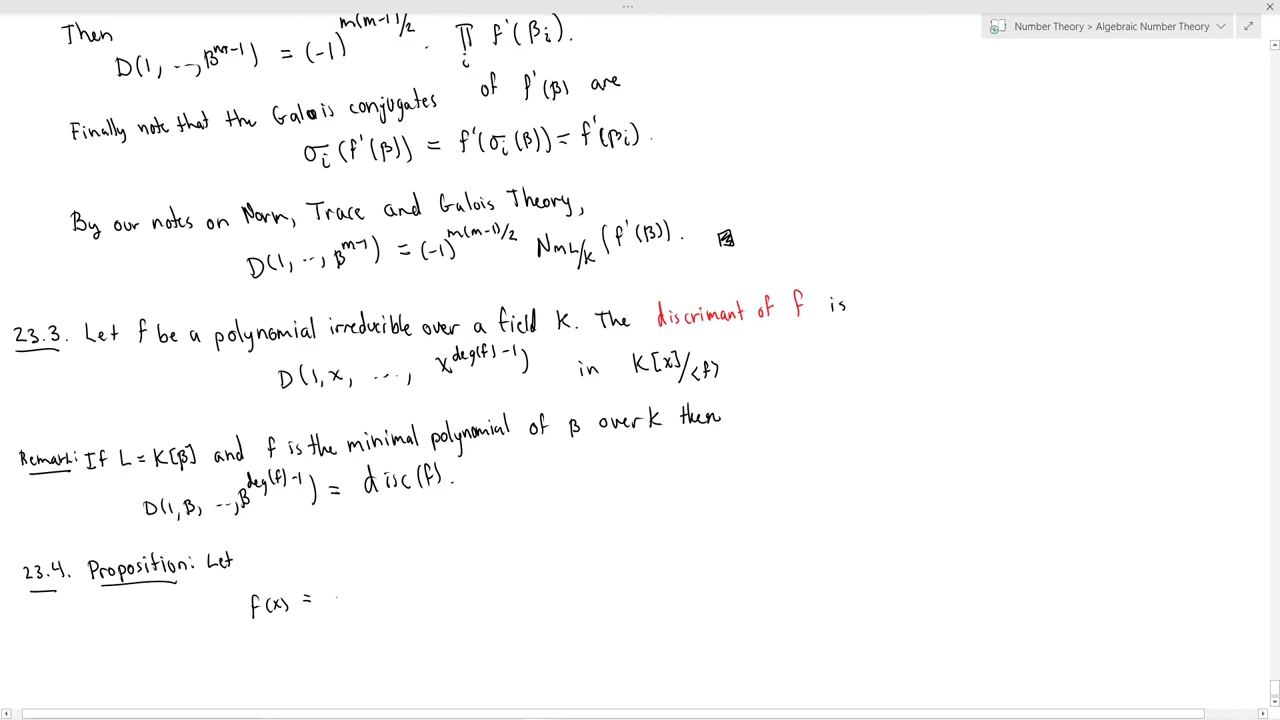 Number Theory > Algebraic Number Theory
Then
D(1, .., β^{m-1}) = (-1)^{m(m-1)/2} . ∏_i f'(β_i).
Finally note that the Galois conjugates of f'(β) are
σ_i(f'(β)) = f'(σ_i(β)) = f'(β_i).
By our notes on Norm, Trace and Galois Theory,
D(1, .., β^{m-1}) = (-1)^{m(m-1)/2} Nm_{L/K}(f'(β)).
23.3. Let f be a polynomial irreducible over a field K. The discrimant of f is
D(1, x, ..., x^{deg(f)-1}) in K[x]/<f>
Remark: If L = K[β] and f is the minimal polynomial of β over K then
D(1, β, .., β^{deg(f)-1}) = disc(f).
23.4. Proposition: Let
f(x) =